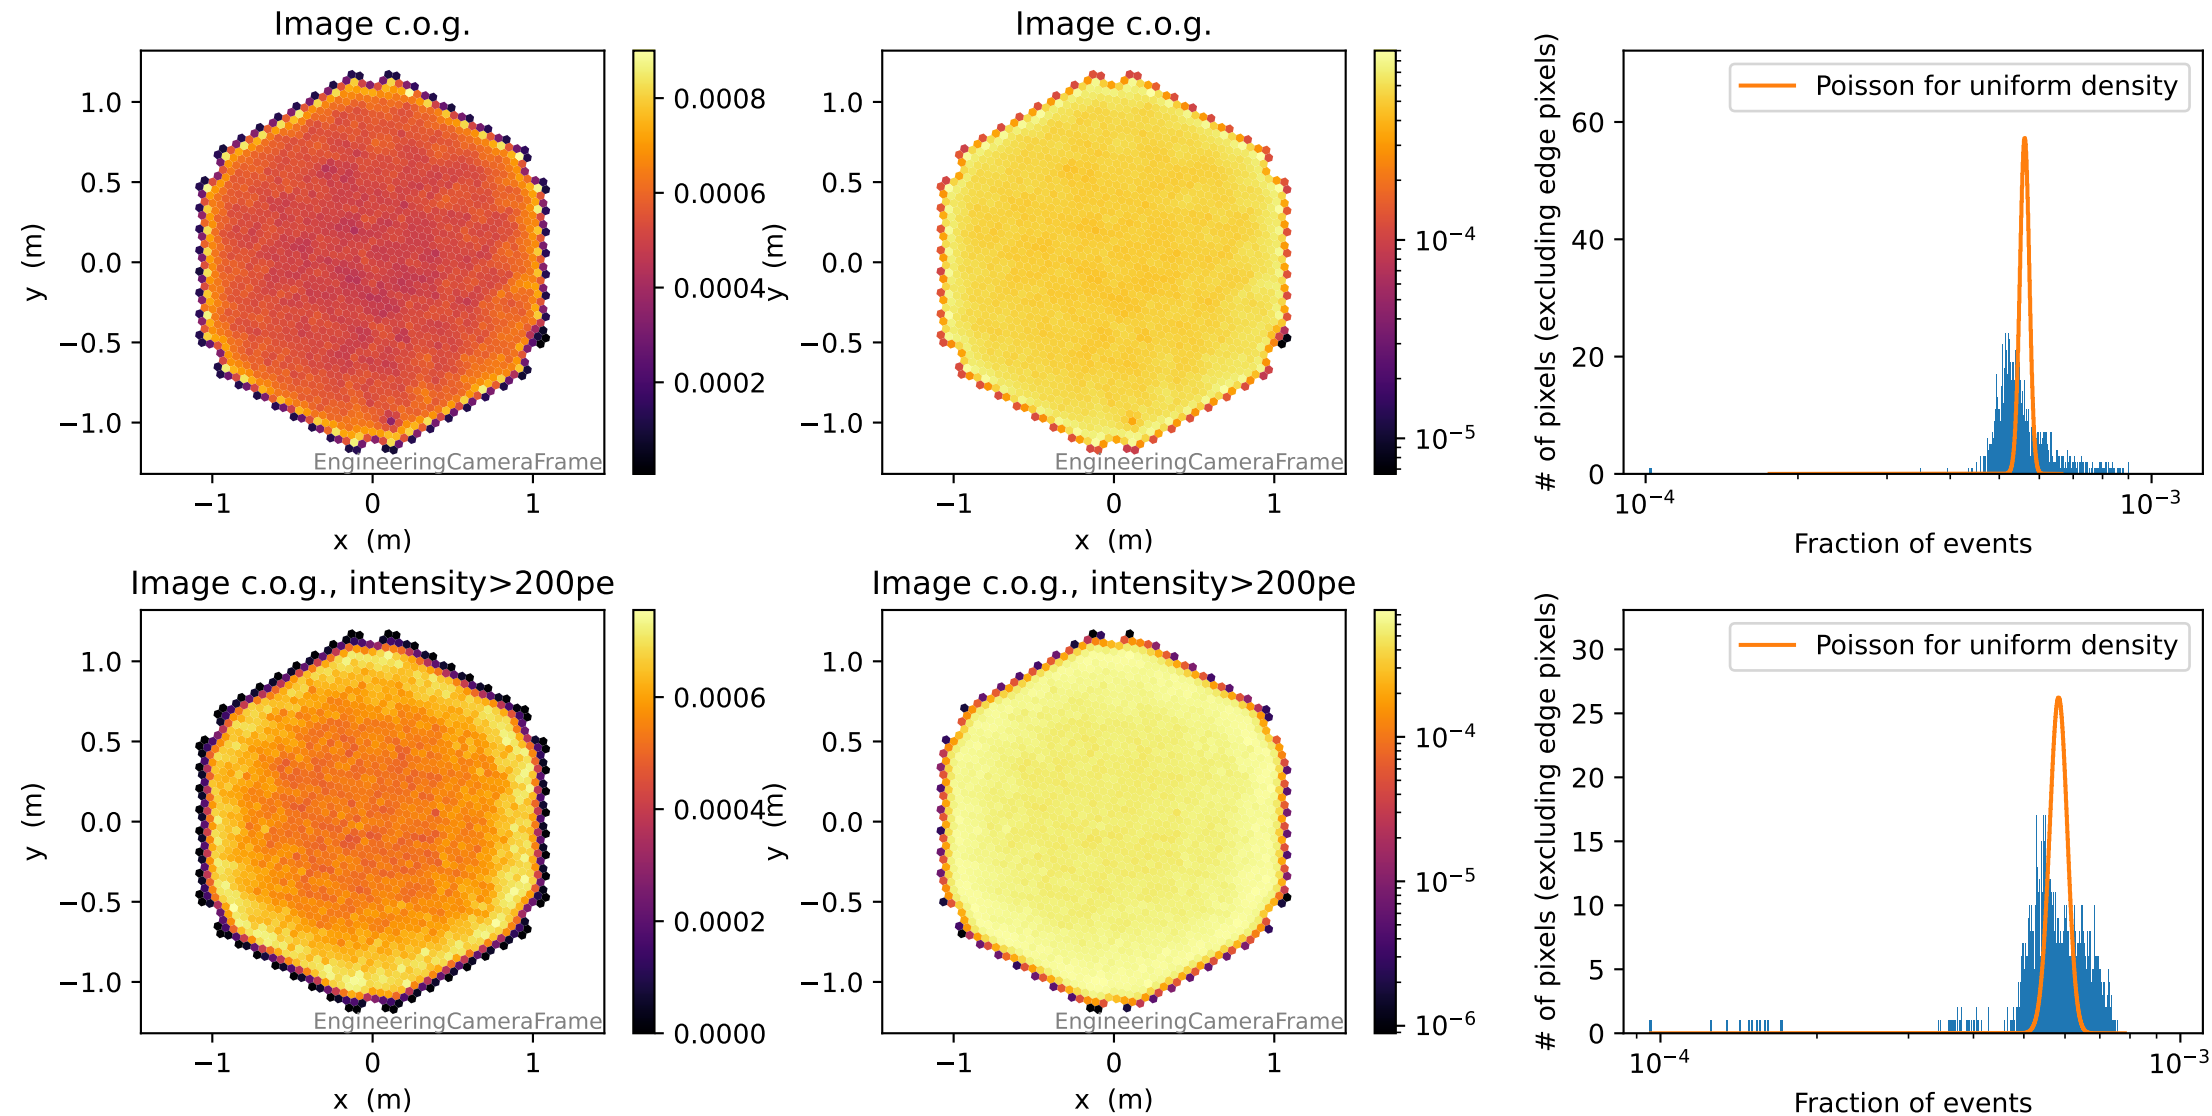 Image c.o.g.
1.0
0.5
0.0
−0.5
−1.0
y (m)
−1
0
1
x (m)
EngineeringCameraFrame
0.0008
0.0006
0.0004
0.0002
Image c.o.g.
1.0
0.5
0.0
−0.5
−1.0
y (m)
−1
0
1
x (m)
EngineeringCameraFrame
10⁻⁴
10⁻⁵
Poisson for uniform density
# of pixels (excluding edge pixels)
60
40
20
0
10⁻⁴
10⁻³
Fraction of events
Image c.o.g., intensity>200pe
1.0
0.5
0.0
−0.5
−1.0
y (m)
−1
0
1
x (m)
EngineeringCameraFrame
0.0006
0.0004
0.0002
0.0000
Image c.o.g., intensity>200pe
1.0
0.5
0.0
−0.5
−1.0
y (m)
−1
0
1
x (m)
EngineeringCameraFrame
10⁻⁴
10⁻⁵
10⁻⁶
Poisson for uniform density
# of pixels (excluding edge pixels)
30
25
20
15
10
5
0
10⁻⁴
10⁻³
Fraction of events